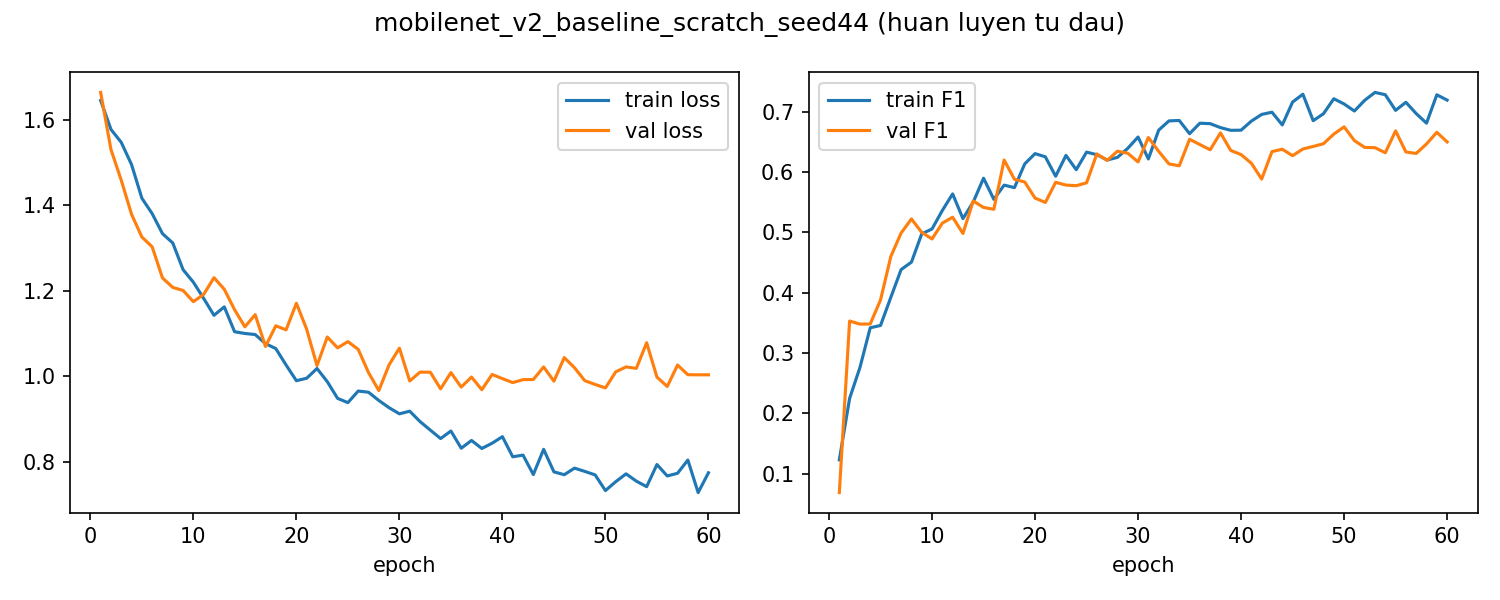 mobilenet_v2_baseline_scratch_seed44 (huan luyen tu dau)
train loss
val loss
1.6
1.4
1.2
1.0
0.8
0 10 20 30 40 50 60
epoch
train F1
val F1
0.7
0.6
0.5
0.4
0.3
0.2
0.1
0 10 20 30 40 50 60
epoch